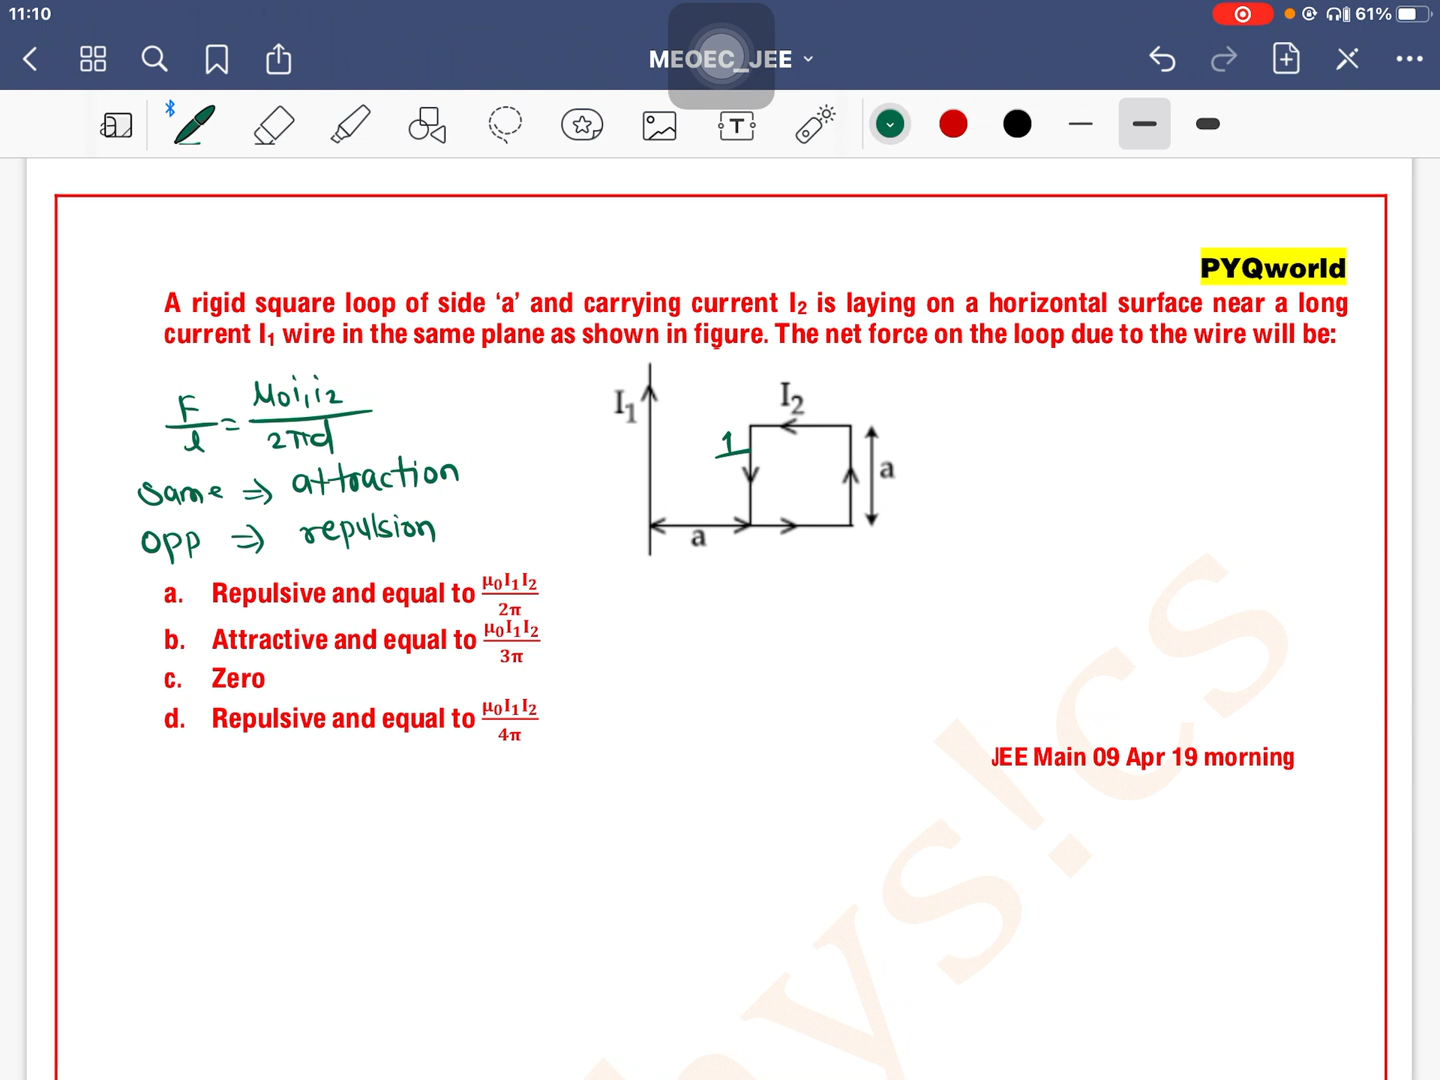 11:10
61%
MEOEC_JEE
PYQworld
A rigid square loop of side ‘a’ and carrying current I₂ is laying on a horizontal surface near a long
current I₁ wire in the same plane as shown in figure. The net force on the loop due to the wire will be:
F/l = μ₀i₁i₂/2πd
Same ⇒ attraction
opp ⇒ repulsion
I₁
I₂
1
a
a
a. Repulsive and equal to μ₀I₁I₂/2π
b. Attractive and equal to μ₀I₁I₂/3π
c. Zero
d. Repulsive and equal to μ₀I₁I₂/4π
JEE Main 09 Apr 19 morning
ys!cs